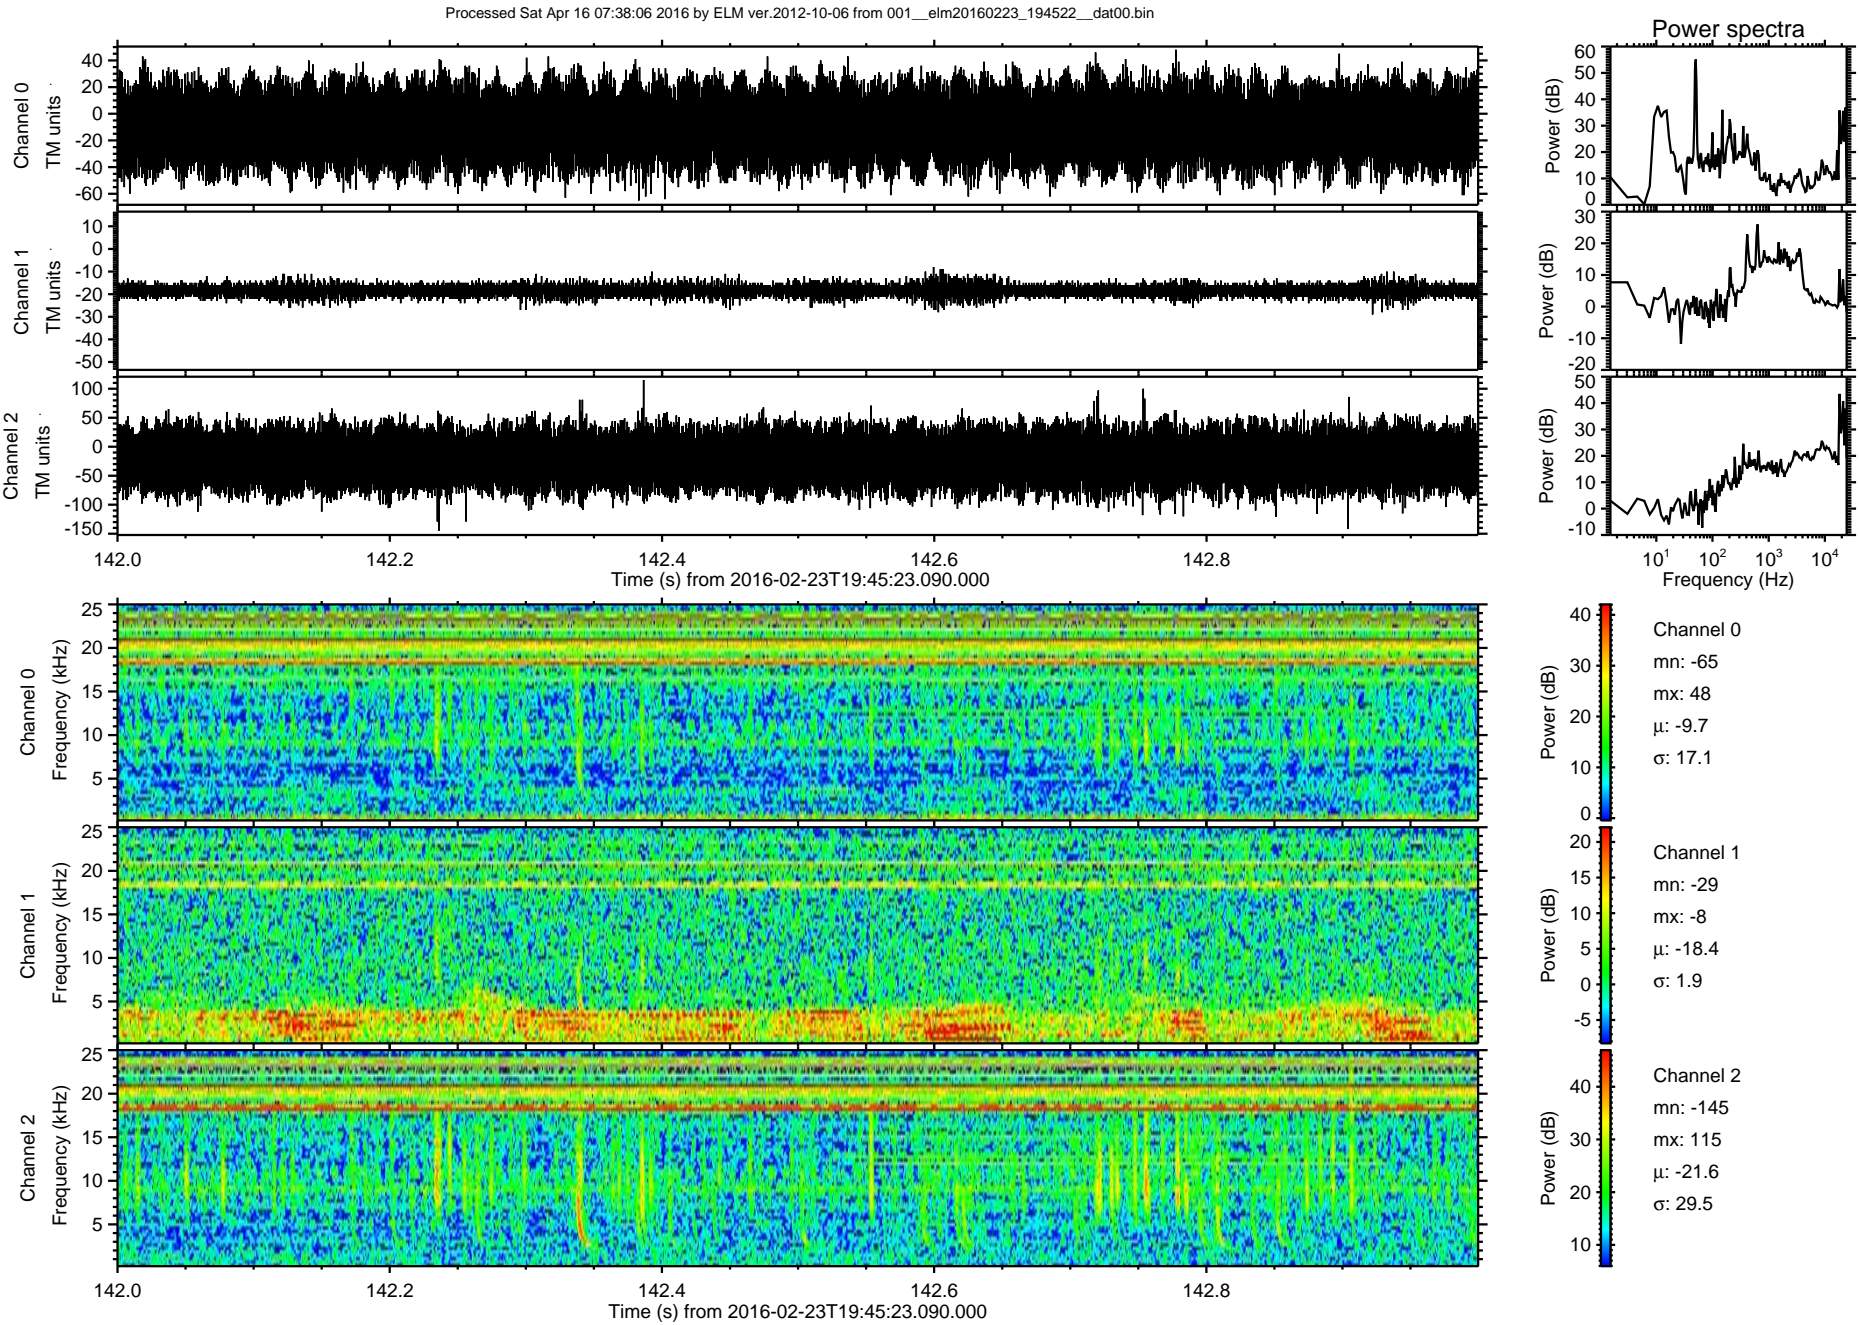 Processed Sat Apr 16 07:38:06 2016 by ELM ver.2012-10-06 from 001__elm20160223_194522__dat00.bin
Power spectra
Channel 0
TM units
40
20
0
-20
-40
-60
Power (dB)
60
50
40
30
20
10
0
Channel 1
TM units
10
0
-10
-20
-30
-40
-50
Power (dB)
30
20
10
0
-10
-20
Channel 2
TM units
100
50
0
-50
-100
-150
Power (dB)
50
40
30
20
10
0
-10
142.0 142.2 142.4 142.6 142.8
Time (s) from 2016-02-23T19:45:23.090.000
10^1 10^2 10^3 10^4
Frequency (Hz)
Channel 0
Frequency (kHz)
25
20
15
10
5
Power (dB)
40
30
20
10
0
Channel 0
mn: -65
mx: 48
μ: -9.7
σ: 17.1
Channel 1
Frequency (kHz)
25
20
15
10
5
Power (dB)
20
15
10
5
0
-5
Channel 1
mn: -29
mx: -8
μ: -18.4
σ: 1.9
Channel 2
Frequency (kHz)
25
20
15
10
5
Power (dB)
40
30
20
10
Channel 2
mn: -145
mx: 115
μ: -21.6
σ: 29.5
142.0 142.2 142.4 142.6 142.8
Time (s) from 2016-02-23T19:45:23.090.000